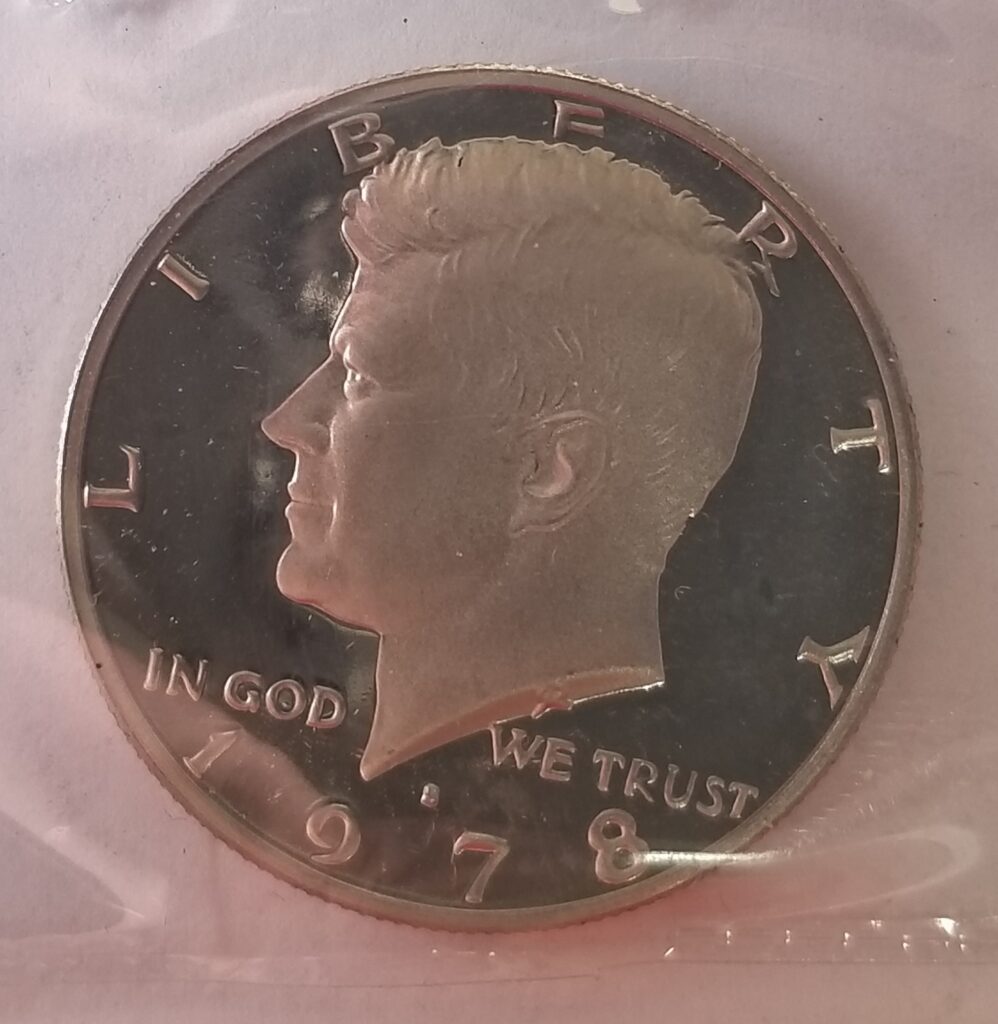 LIBERTY
IN GOD WE TRUST
S
1978